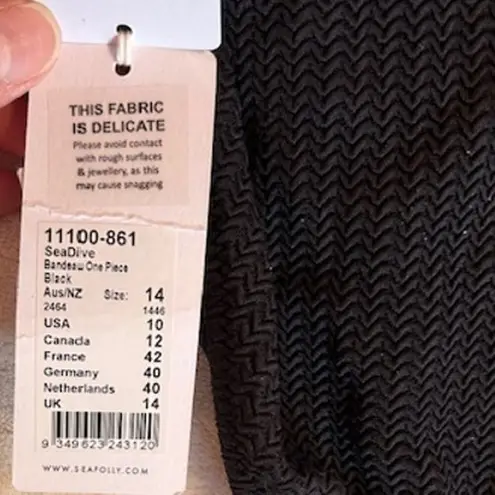 THIS FABRIC
IS DELICATE
Please avoid contact
with rough surfaces
& jewellery, as this
may cause snagging
11100-861
SeaDive
Bandeau One Piece
Black
Aus/NZ Size: 14
2464 1446
USA 10
Canada 12
France 42
Germany 40
Netherlands 40
UK 14
9 349623 243120
WWW.SEAFOLLY.COM